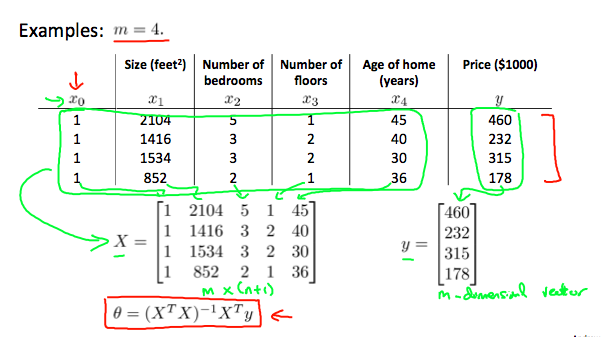 Examples: m = 4.
Size (feet²) Number of bedrooms Number of floors Age of home (years) Price ($1000)
x₀ x₁ x₂ x₃ x₄ y
1 2104 5 1 45 460
1 1416 3 2 40 232
1 1534 3 2 30 315
1 852 2 1 36 178
X = [1 2104 5 1 45
1 1416 3 2 40
1 1534 3 2 30
1 852 2 1 36]
m x (n+1)
y = [460
232
315
178]
m-dimensional vector
θ = (XᵀX)⁻¹Xᵀy